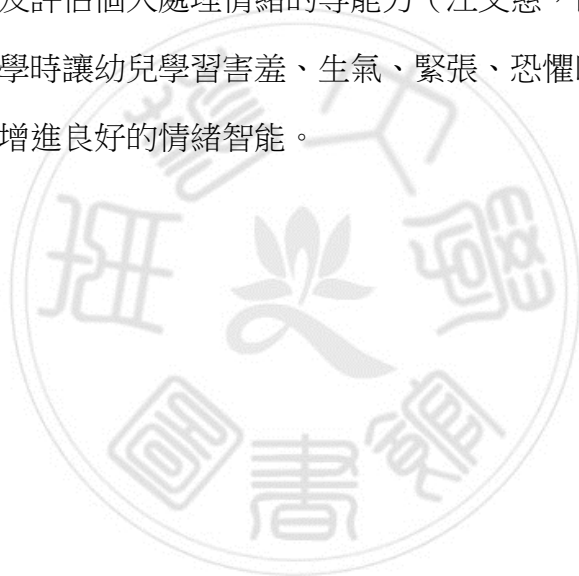 及評估個人處理情緒的等能力（汪文慈，
學時讓幼兒學習害羞、生氣、緊張、恐懼
增進良好的情緒智能。